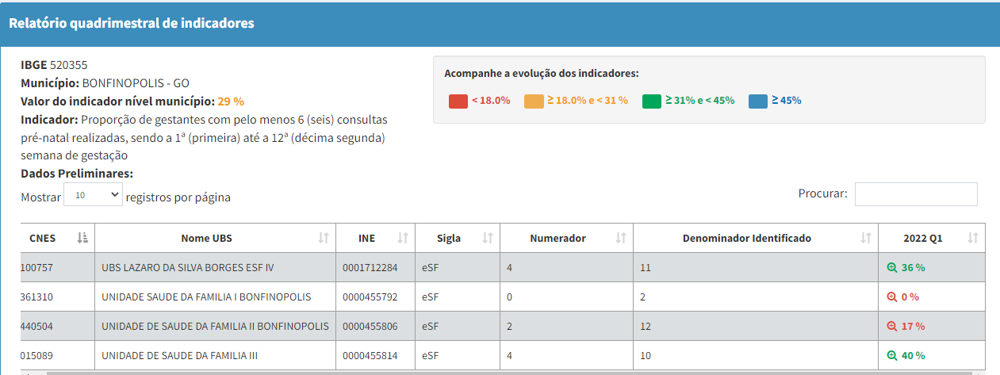 Relatório quadrimestral de indicadores
IBGE 520355
Município: BONFINOPOLIS - GO
Valor do indicador nível município: 29 %
Indicador: Proporção de gestantes com pelo menos 6 (seis) consultas
pré-natal realizadas, sendo a 1ª (primeira) até a 12ª (décima segunda)
semana de gestação
Dados Preliminares:
Acompanhe a evolução dos indicadores:
< 18.0% ≥ 18.0% e < 31 % ≥ 31% e < 45% ≥ 45%
Mostrar 10 registros por página
Procurar:
CNES Nome UBS INE Sigla Numerador Denominador Identificado 2022 Q1
100757 UBS LAZARO DA SILVA BORGES ESF IV 0001712284 eSF 4 11 36 %
361310 UNIDADE SAUDE DA FAMILIA I BONFINOPOLIS 0000455792 eSF 0 2 0 %
440504 UNIDADE DE SAUDE DA FAMILIA II BONFINOPOLIS 0000455806 eSF 2 12 17 %
015089 UNIDADE DE SAUDE DA FAMILIA III 0000455814 eSF 4 10 40 %